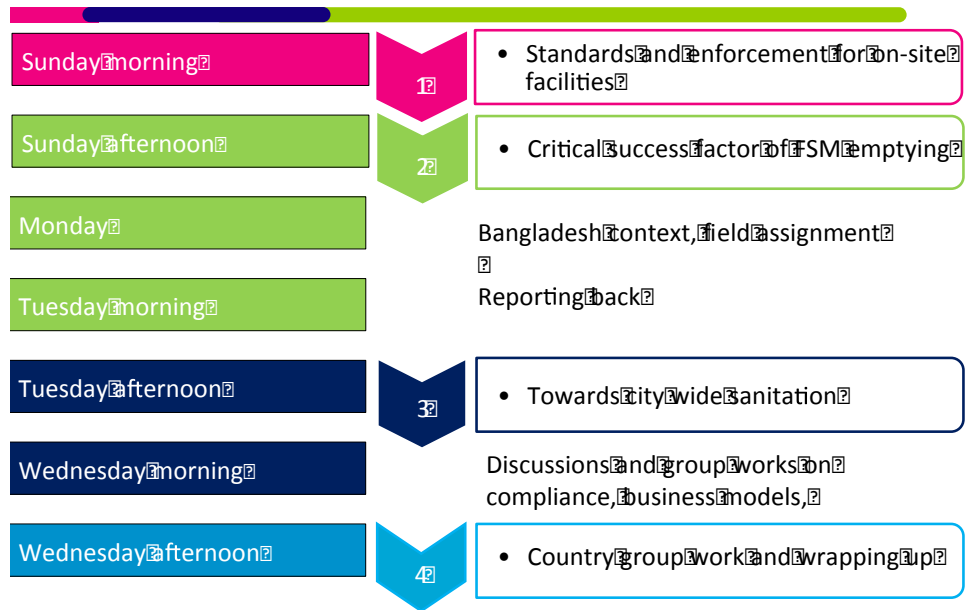 Sunday morning
1
• Standards and enforcement for on-site
facilities
Sunday afternoon
2
• Critical success factor of FSM emptying
Monday
Bangladesh context, field assignment
Tuesday morning
Reporting back
Tuesday afternoon
3
• Towards city wide sanitation
Wednesday morning
Discussions and group works on
compliance, business models,
Wednesday afternoon
4
• Country group work and wrapping up